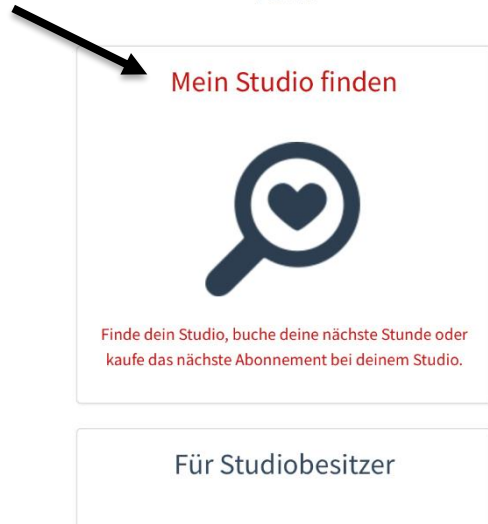 Mein Studio finden
Finde dein Studio, buche deine nächste Stunde oder
kaufe das nächste Abonnement bei deinem Studio.
Für Studiobesitzer